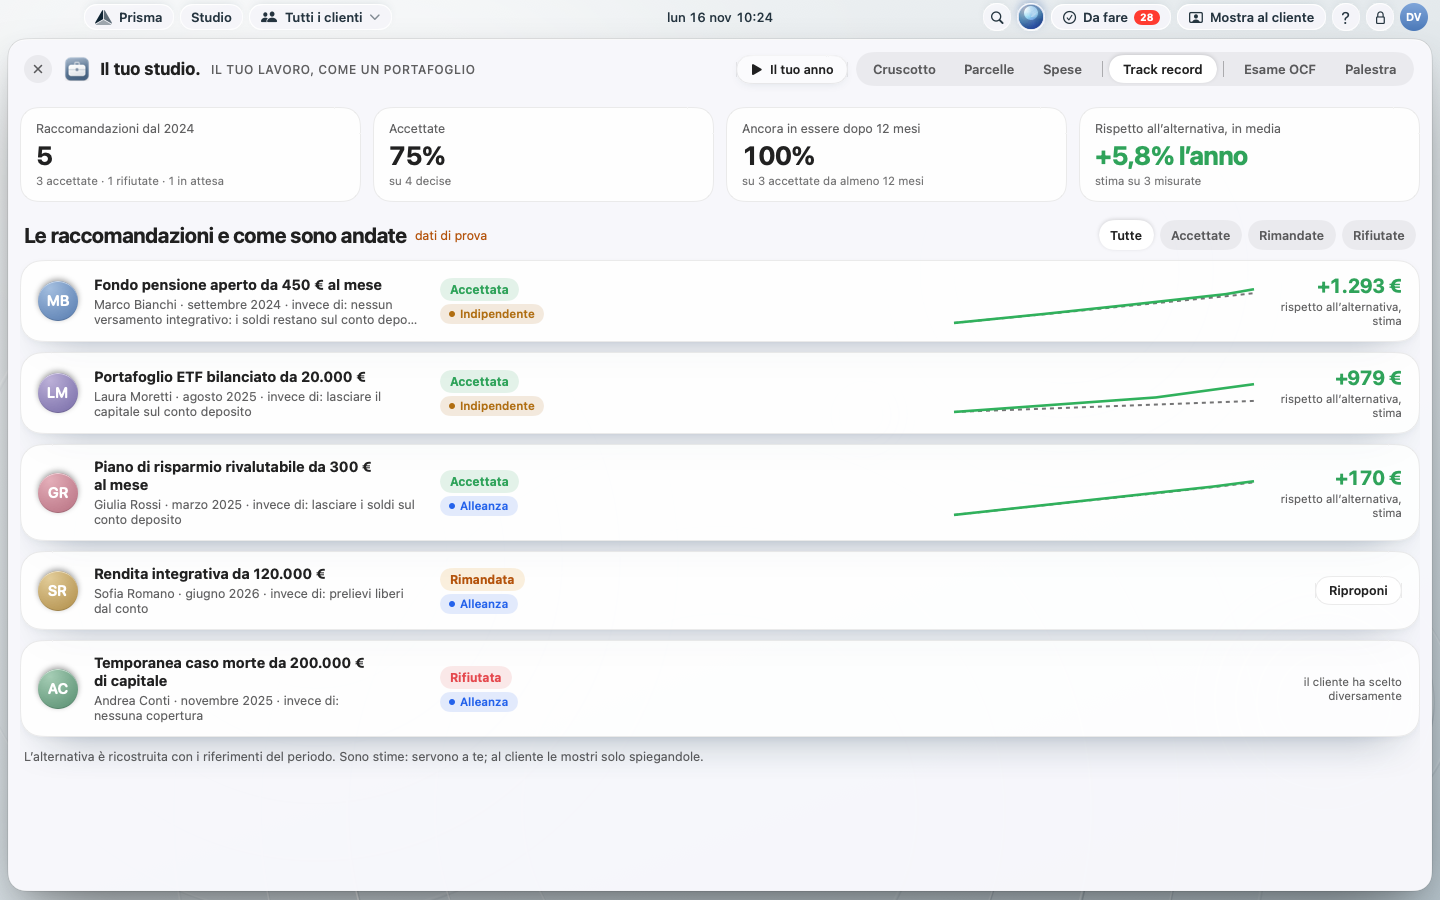 Prisma
Studio
Tutti i clienti
lun 16 nov 10:24
Da fare 28
Mostra al cliente
?
DV
Il tuo studio. IL TUO LAVORO, COME UN PORTAFOGLIO
Il tuo anno
Cruscotto
Parcelle
Spese
Track record
Esame OCF
Palestra
Raccomandazioni dal 2024
5
3 accettate · 1 rifiutate · 1 in attesa
Accettate
75%
su 4 decise
Ancora in essere dopo 12 mesi
100%
su 3 accettate da almeno 12 mesi
Rispetto all’alternativa, in media
+5,8% l’anno
stima su 3 misurate
Le raccomandazioni e come sono andate dati di prova
Tutte
Accettate
Rimandate
Rifiutate
MB
Fondo pensione aperto da 450 € al mese
Marco Bianchi · settembre 2024 · invece di: nessun
versamento integrativo: i soldi restano sul conto depo...
Accettata
Indipendente
+1.293 €
rispetto all’alternativa,
stima
LM
Portafoglio ETF bilanciato da 20.000 €
Laura Moretti · agosto 2025 · invece di: lasciare il
capitale sul conto deposito
Accettata
Indipendente
+979 €
rispetto all’alternativa,
stima
GR
Piano di risparmio rivalutabile da 300 €
al mese
Giulia Rossi · marzo 2025 · invece di: lasciare i soldi sul
conto deposito
Accettata
Alleanza
+170 €
rispetto all’alternativa,
stima
SR
Rendita integrativa da 120.000 €
Sofia Romano · giugno 2026 · invece di: prelievi liberi
dal conto
Rimandata
Alleanza
Riproponi
AC
Temporanea caso morte da 200.000 €
di capitale
Andrea Conti · novembre 2025 · invece di:
nessuna copertura
Rifiutata
Alleanza
il cliente ha scelto
diversamente
L’alternativa è ricostruita con i riferimenti del periodo. Sono stime: servono a te; al cliente le mostri solo spiegandole.